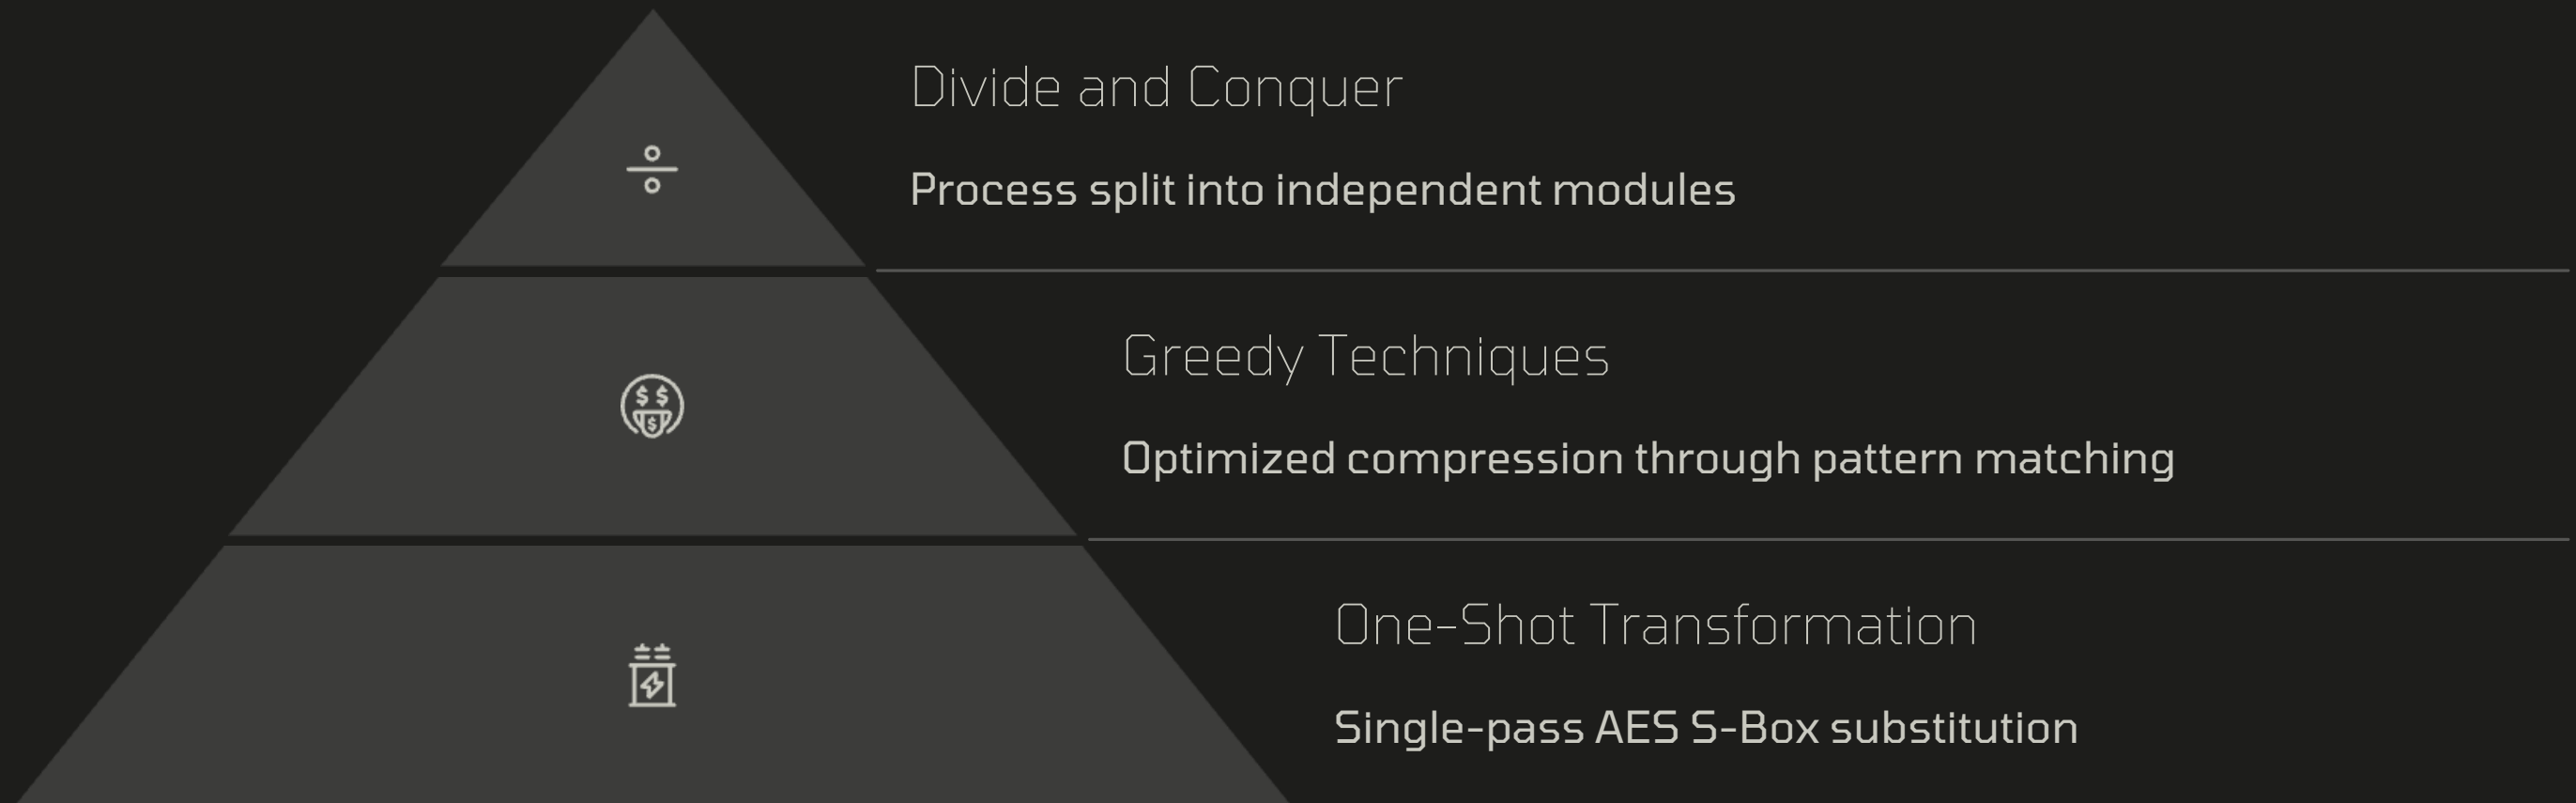 Divide and Conquer
Process split into independent modules
Greedy Techniques
Optimized compression through pattern matching
One-Shot Transformation
Single-pass AES S-Box substitution